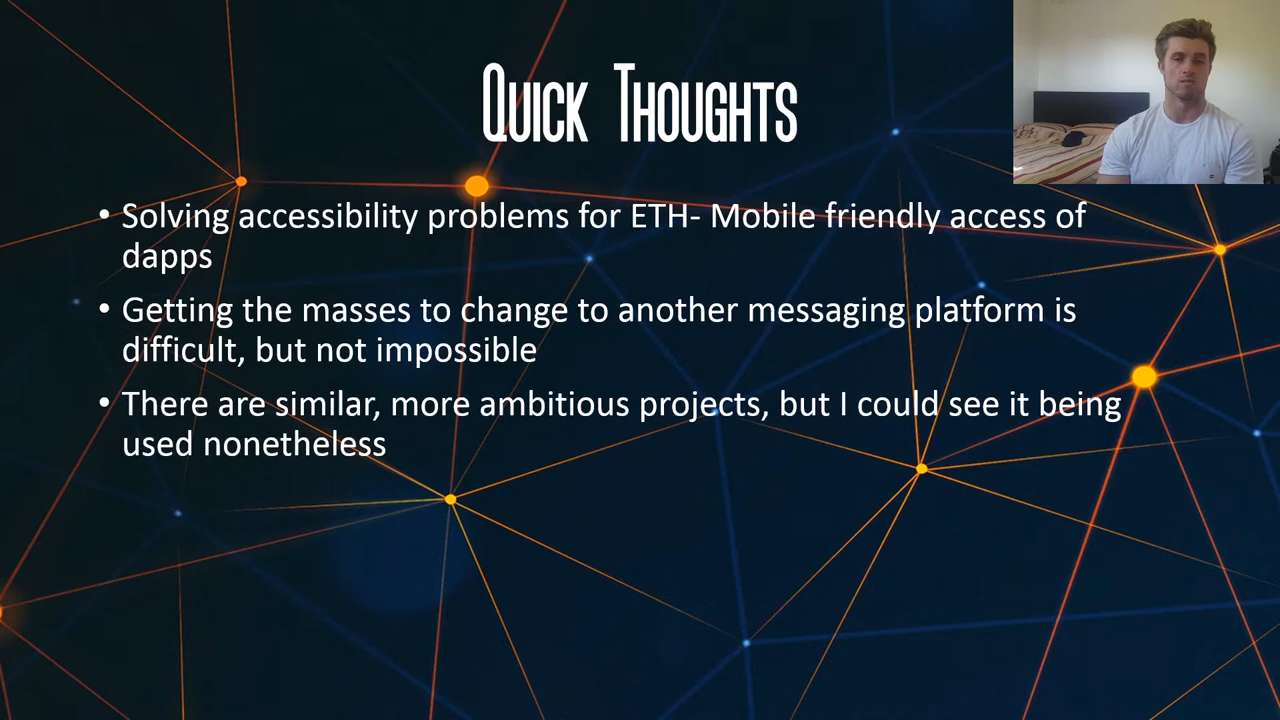 Quick Thoughts
• Solving accessibility problems for ETH- Mobile friendly access of
dapps
• Getting the masses to change to another messaging platform is
difficult, but not impossible
• There are similar, more ambitious projects, but I could see it being
used nonetheless